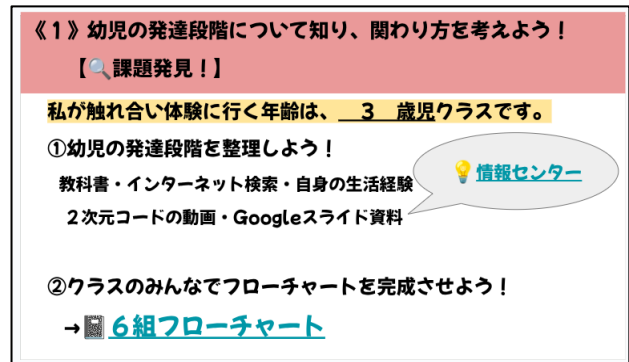 《１》幼児の発達段階について知り、関わり方を考えよう！
【🔍課題発見！】
私が触れ合い体験に行く年齢は、　３　歳児クラスです。
①幼児の発達段階を整理しよう！
教科書・インターネット検索・自身の生活経験
２次元コードの動画・Googleスライド資料
💡情報センター
②クラスのみんなでフローチャートを完成させよう！
→📓６組フローチャート